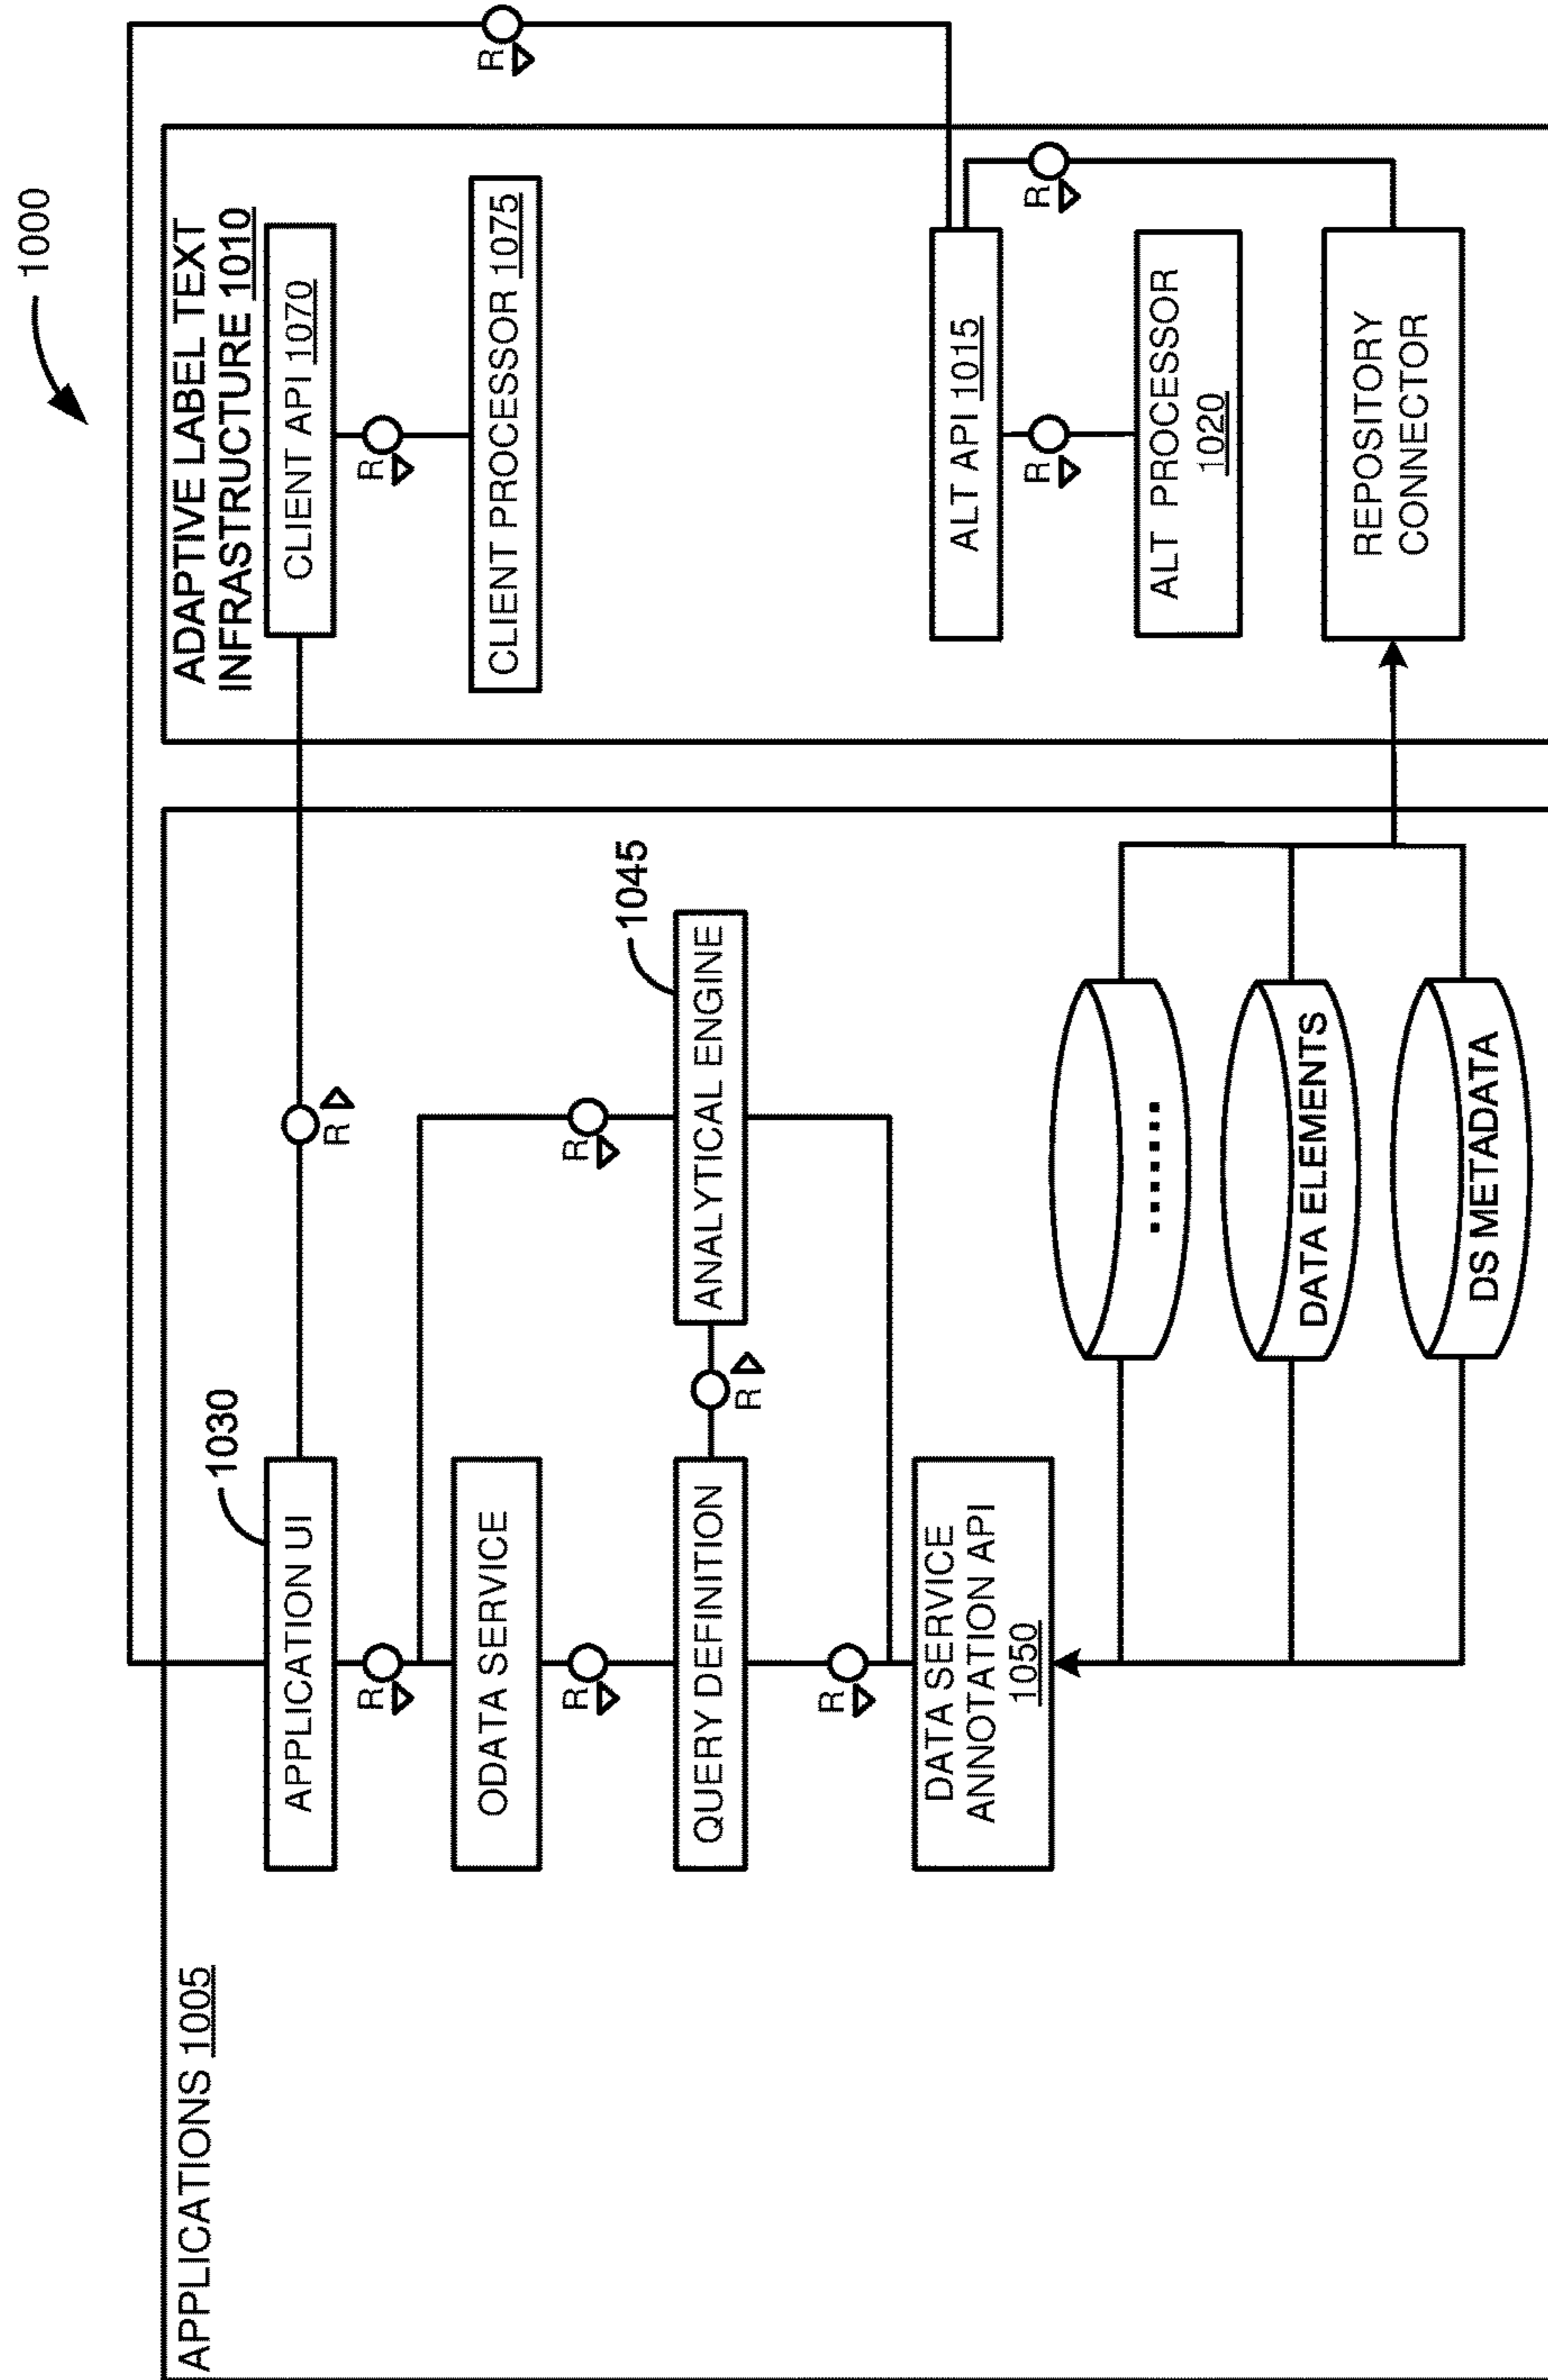 1000
APPLICATIONS 1005
1030
APPLICATION UI
R
R
ODATA SERVICE
R
R
QUERY DEFINITION
R
1045
ANALYTICAL ENGINE
R
DATA SERVICE
ANNOTATION API
1050
.......
DATA ELEMENTS
DS METADATA
R
ADAPTIVE LABEL TEXT
INFRASTRUCTURE 1010
CLIENT API 1070
R
CLIENT PROCESSOR 1075
ALT API 1015
R
R
ALT PROCESSOR
1020
REPOSITORY
CONNECTOR